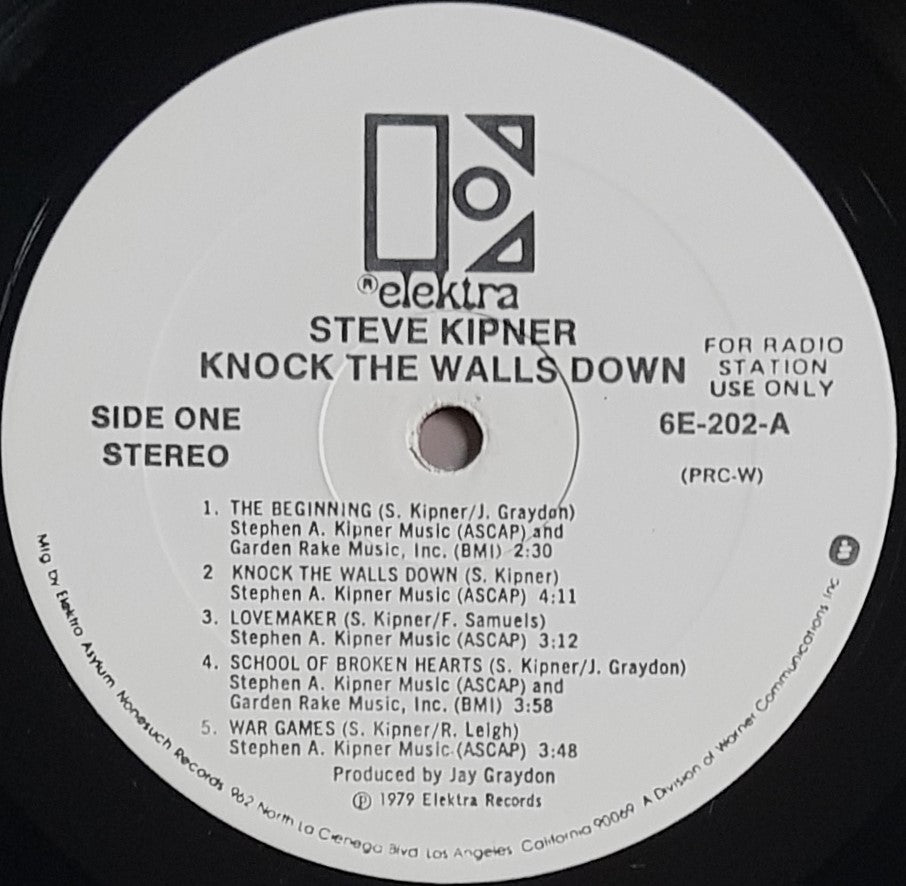 ® elektra
STEVE KIPNER
KNOCK THE WALLS DOWN
FOR RADIO
STATION
USE ONLY
SIDE ONE
STEREO
6E-202-A
(PRC-W)
1. THE BEGINNING (S. Kipner/J. Graydon)
Stephen A. Kipner Music (ASCAP) and
Garden Rake Music, Inc. (BMI) 2:30
2 KNOCK THE WALLS DOWN (S. Kipner)
Stephen A. Kipner Music (ASCAP) 4:11
3. LOVEMAKER (S. Kipner/F. Samuels)
Stephen A. Kipner Music (ASCAP) 3:12
4. SCHOOL OF BROKEN HEARTS (S. Kipner/J. Graydon)
Stephen A. Kipner Music (ASCAP) and
Garden Rake Music, Inc. (BMI) 3:58
5. WAR GAMES (S. Kipner/R. Leigh)
Stephen A. Kipner Music (ASCAP) 3:48
Produced by Jay Graydon
℗ 1979 Elektra Records
Mfg by Elektra Asylum Nonesuch Records 962 North La Cienega Blvd Los Angeles California 90069 A Division of Warner Communications Inc